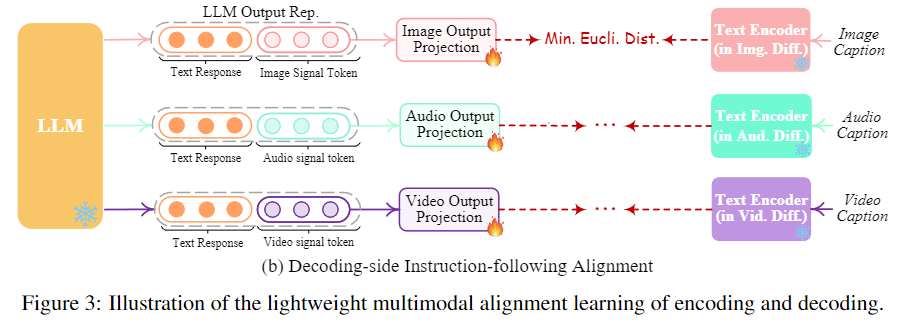 LLM Output Rep.
LLM
Text Response
Image Signal Token
Image Output
Projection
Min. Eucli. Dist.
Text Encoder
(in Img. Diff.)
Image
Caption
Text Response
Audio signal token
Audio Output
Projection
...
Text Encoder
(in Aud. Diff.)
Audio
Caption
Text Response
Video signal token
Video Output
Projection
...
Text Encoder
(in Vid. Diff.)
Video
Caption
(b) Decoding-side Instruction-following Alignment
Figure 3: Illustration of the lightweight multimodal alignment learning of encoding and decoding.